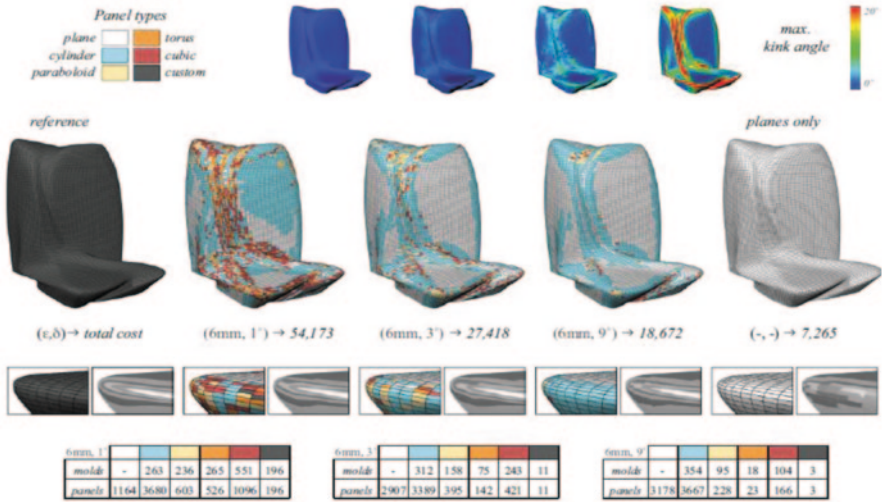 Panel types
plane torus
cylinder cubic
paraboloid custom
max.
kink angle
20°
0°
reference
planes only
(ε,δ)→ total cost
(6mm, 1°) → 54,173
(6mm, 3°) → 27,418
(6mm, 9°) → 18,672
(-, -) → 7,265
6mm, 1°
molds - 263 236 265 551 196
panels 1164 3680 603 526 1096 196
6mm, 3°
molds - 312 158 75 243 11
panels 2907 3389 395 142 421 11
6mm, 9°
molds - 354 95 18 104 3
panels 3178 3667 228 23 166 3